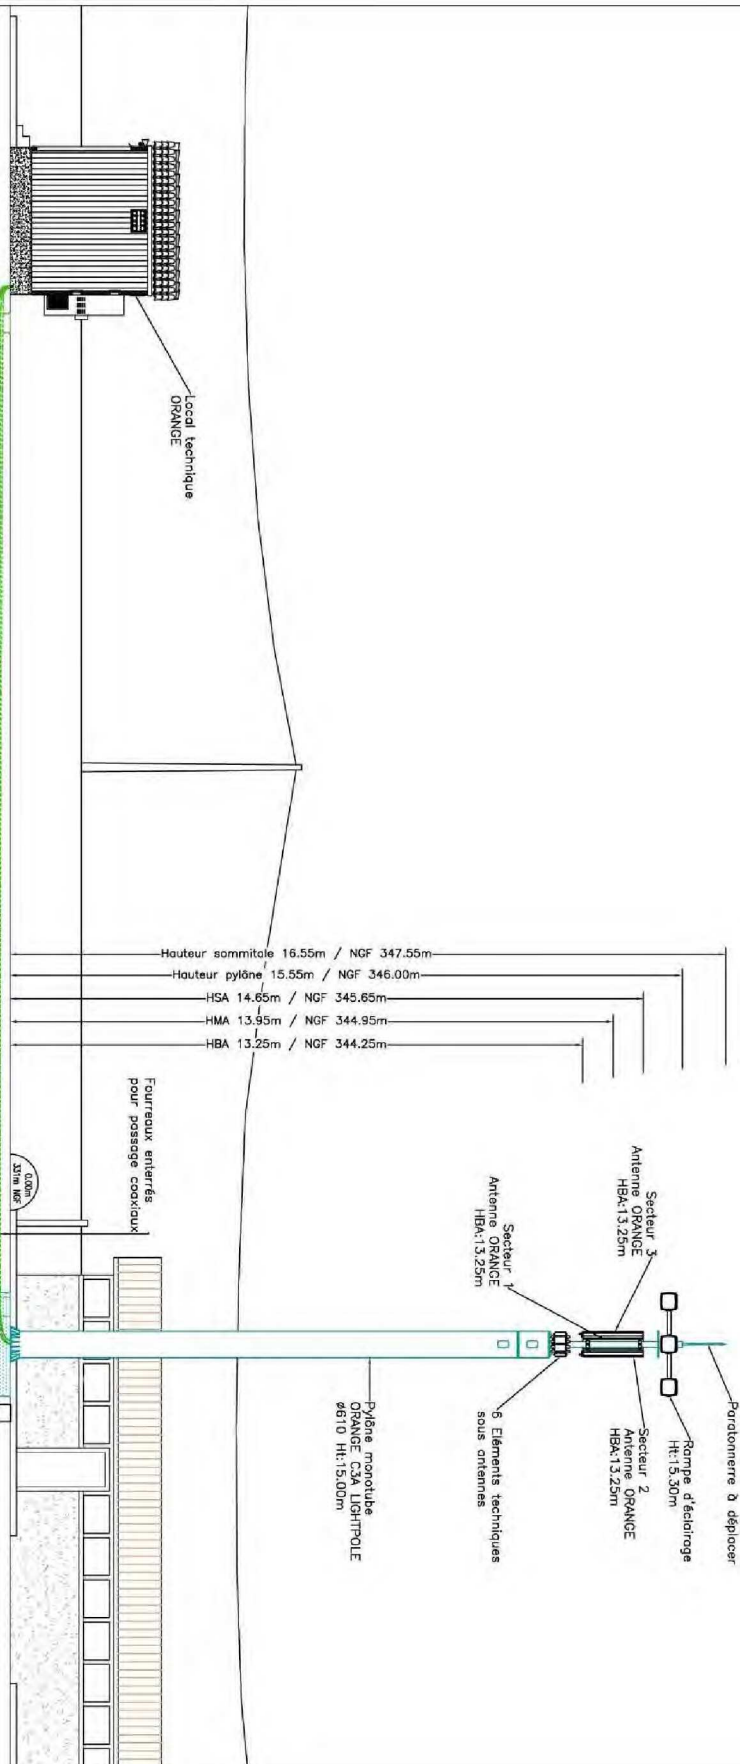 Local technique
ORANGE
Hauteur sommitale 16.55m / NGF 347.55m
Hauteur pylône 15.55m / NGF 346.00m
HSA 14.65m / NGF 345.65m
HMA 13.95m / NGF 344.95m
HBA 13.25m / NGF 344.25m
Fourreaux enterrés
pour passage coaxiaux
0.00m
331m NGF
Secteur 3
Antenne ORANGE
HBA:13.25m
Secteur 1
Antenne ORANGE
HBA:13.25m
Paratonnerre à déplacer
Rampe d'éclairage
Ht:15.30m
Secteur 2
Antenne ORANGE
HBA:13.25m
6 Eléments techniques
sous antennes
Pylône monotube
ORANGE C3A LIGHTPOLE
ø610 Ht:15.00m